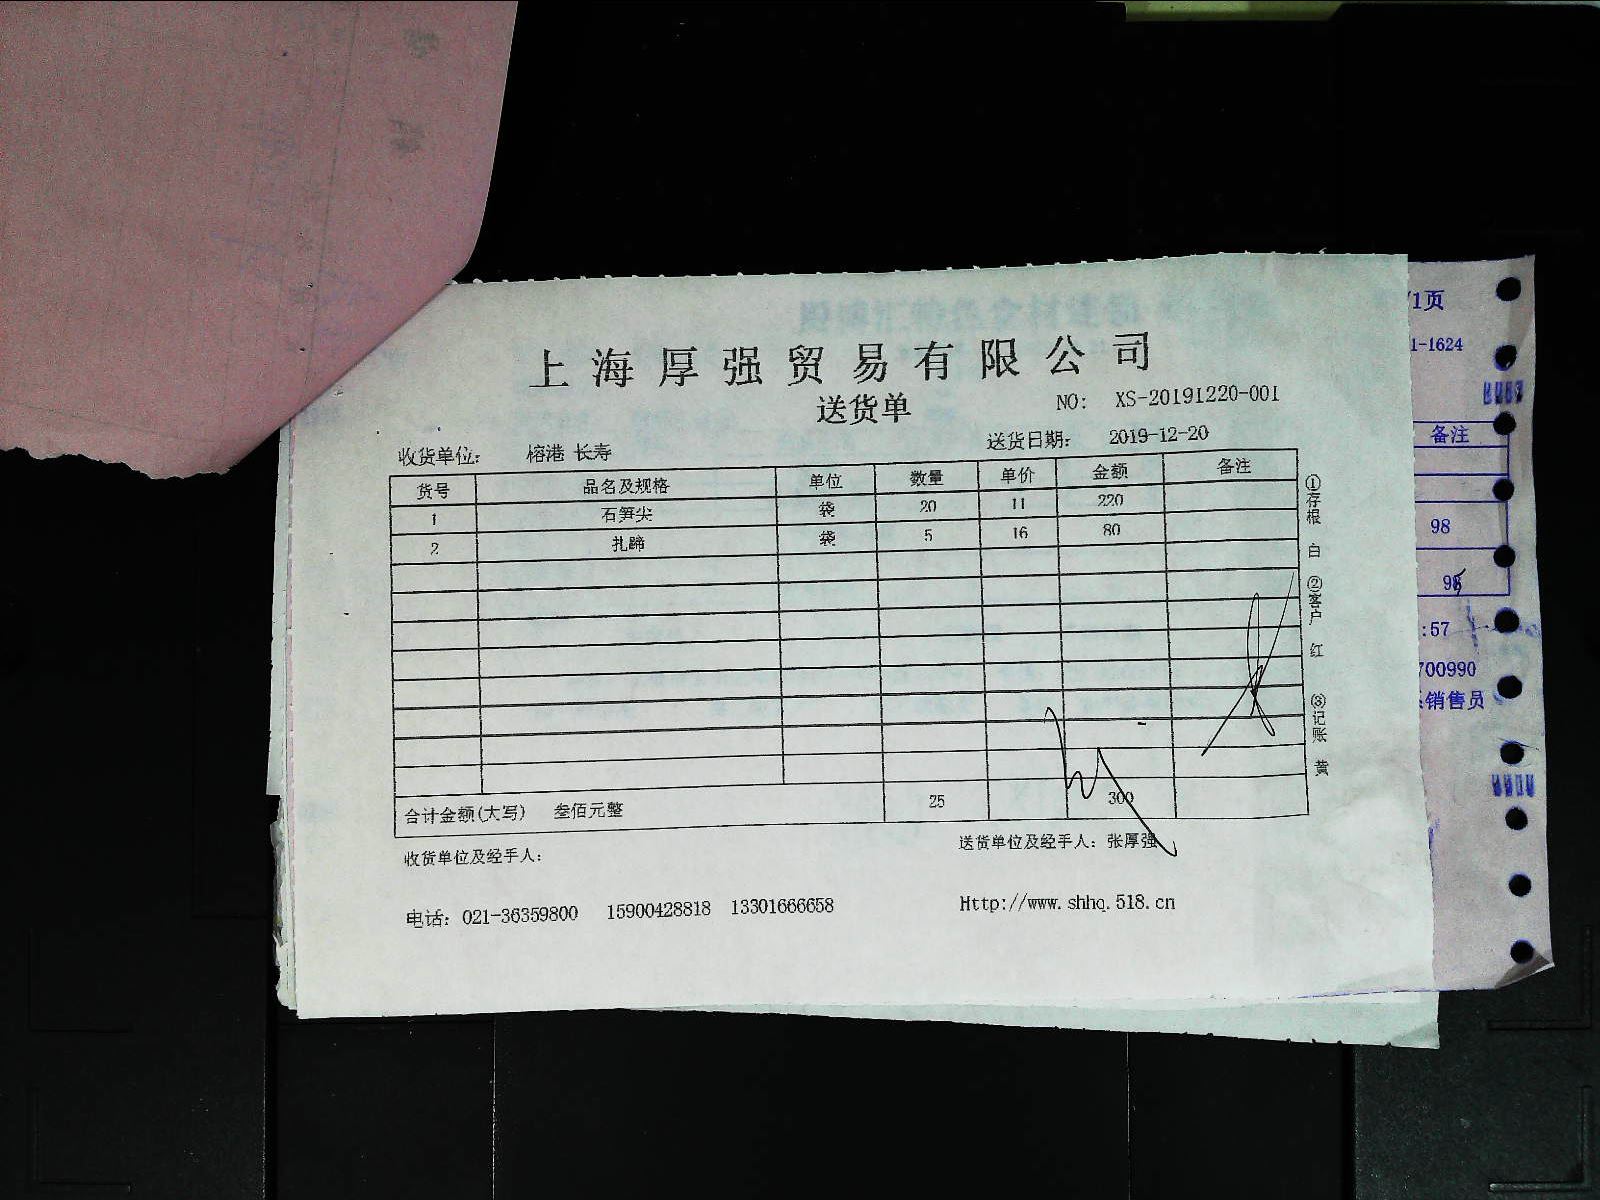 上海厚强贸易有限公司
送货单
NO: XS-20191220-001
收货单位: 榕港 长寿 送货日期: 2019-12-20
货号 品名及规格 单位 数量 单价 金额 备注
1 石笋尖 袋 20 11 220
2 扎蹄 袋 5 16 80
合计金额(大写) 叁佰元整 25 300
收货单位及经手人: 送货单位及经手人: 张厚强
电话: 021-36359800 15900428818 13301666658 Http://www.shhq.518.cn
①存根 白 ②客户 红 ③记账 黄
/1页
1-1624
备注
98
98
:57
700990
销售员